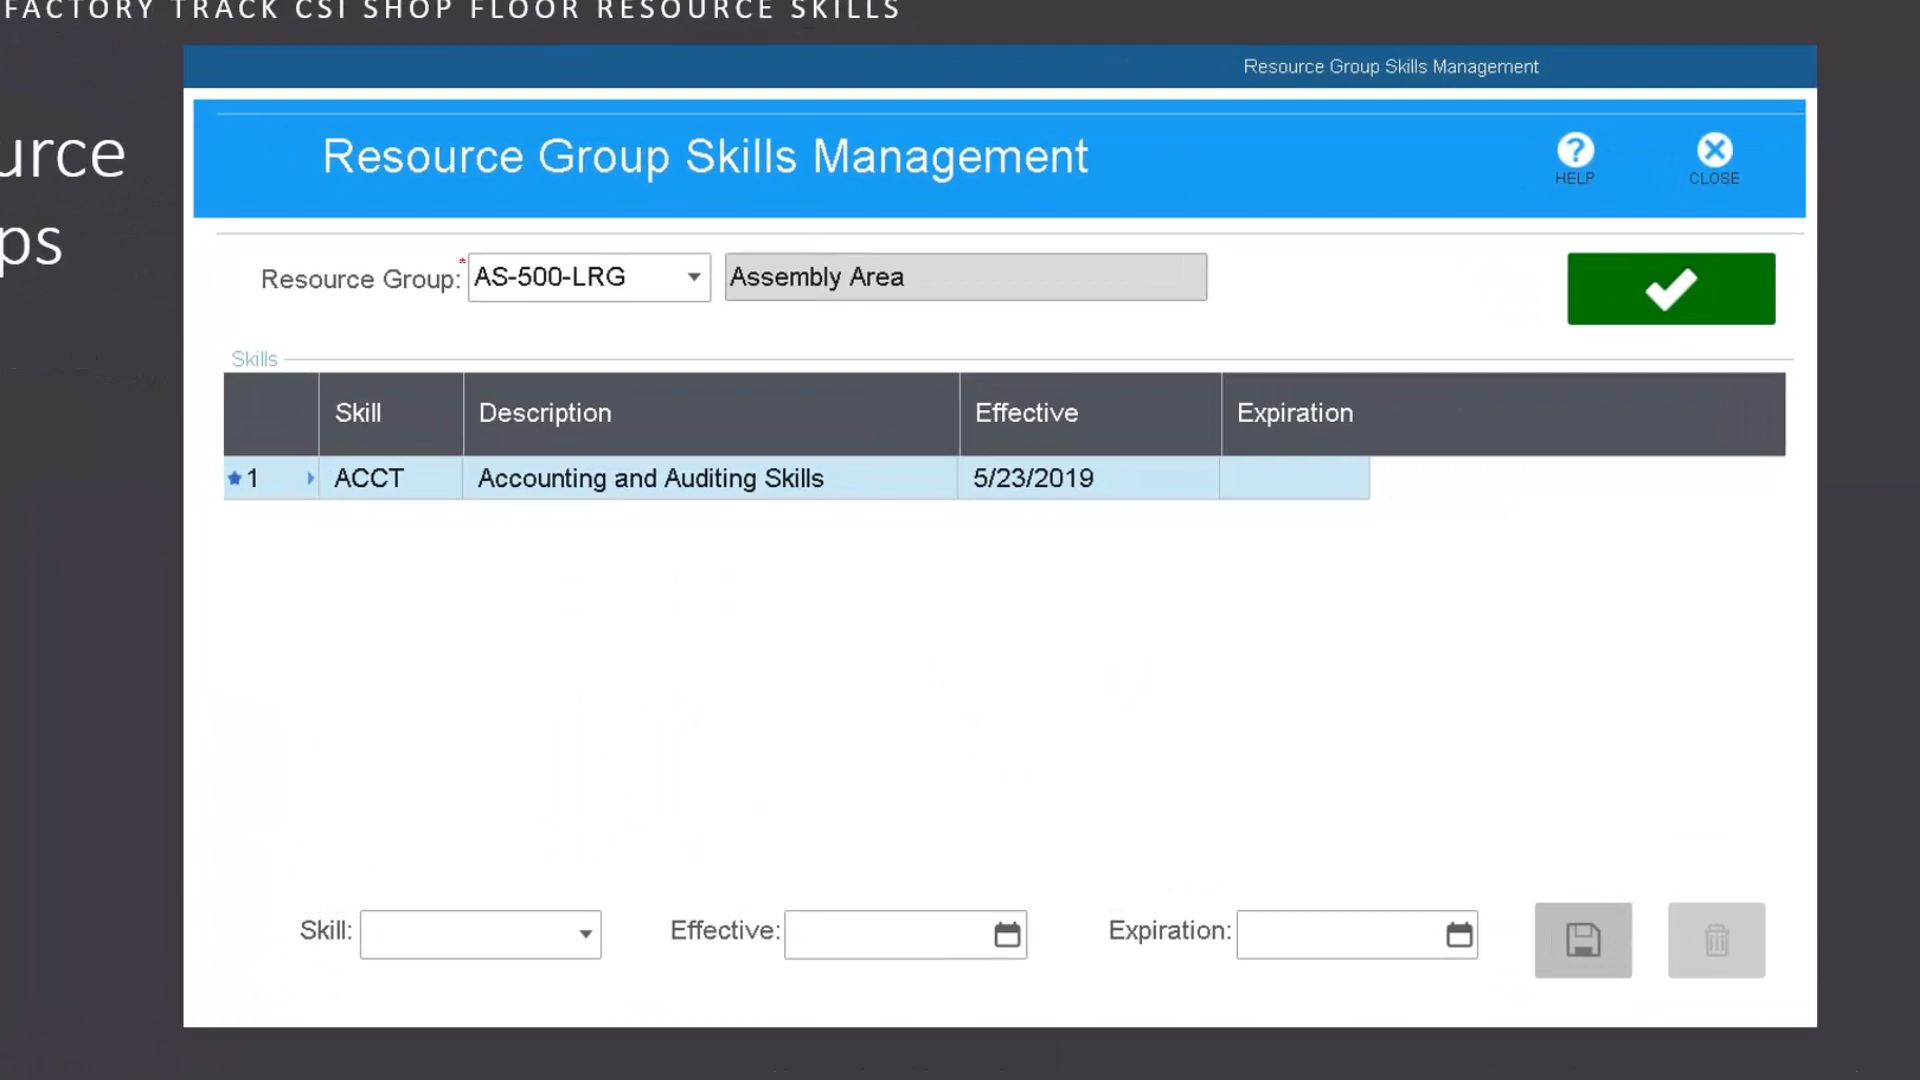 FACTORY TRACK CSI SHOP FLOOR RESOURCE SKILLS
Resource Group Skills Management
urce
ps
Resource Group Skills Management
HELP
CLOSE
Resource Group:* AS-500-LRG Assembly Area
Skills
Skill Description Effective Expiration
1 ACCT Accounting and Auditing Skills 5/23/2019
Skill: Effective: Expiration: